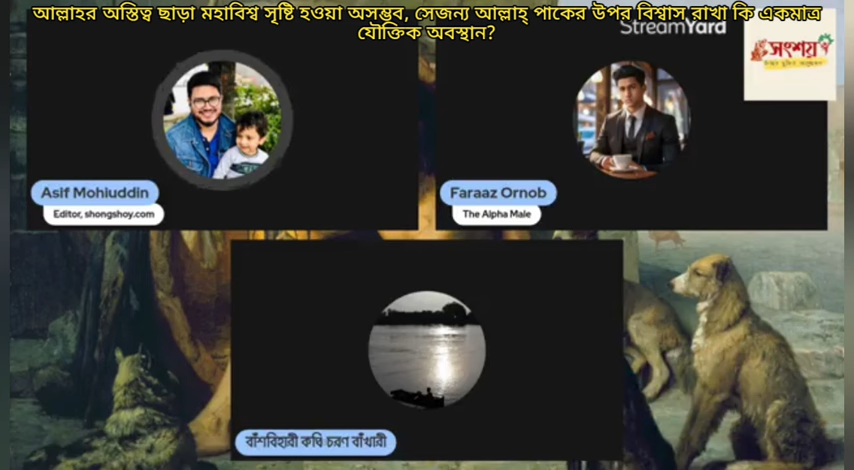 আল্লাহর অস্তিত্ব ছাড়া মহাবিশ্ব সৃষ্টি হওয়া অসম্ভব, সেজন্য আল্লাহ্ পাকের উপর বিশ্বাস রাখা কি একমাত্র
যৌক্তিক অবস্থান?
StreamYard
সংশয়
Asif Mohiuddin
Editor, shongshoy.com
Faraaz Ornob
The Alpha Male
বাঁশবিহারী কঞ্চি চরণ বাঁখারী